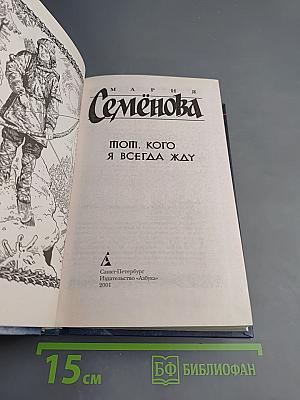 МАРИЯ
Семёнова
ТОТ, КОГО
Я ВСЕГДА ЖДУ
Санкт-Петербург
Издательство «Азбука»
2001
15 см
БФ БИБЛИОФАН